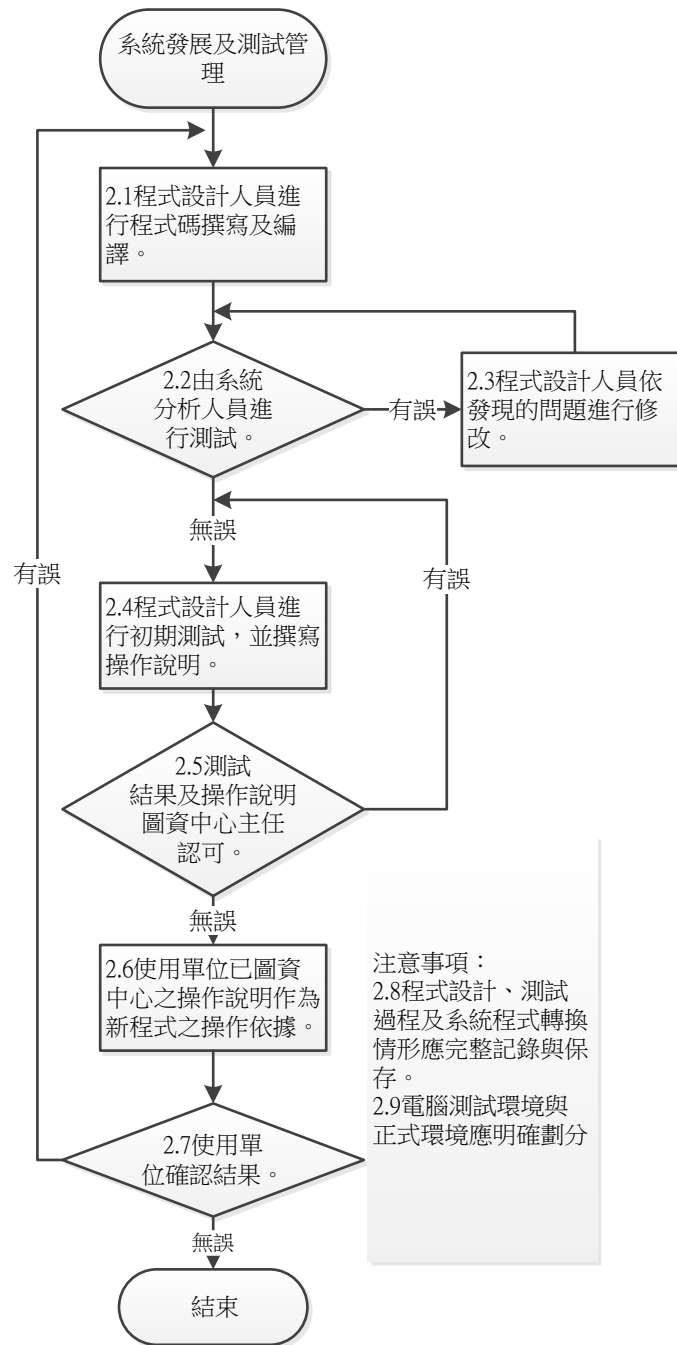 系統發展及測試管
理
2.1程式設計人員進
行程式碼撰寫及編
譯。
2.2由系統
分析人員進
行測試。
有誤
2.3程式設計人員依
發現的問題進行修
改。
無誤
有誤
有誤
2.4程式設計人員進
行初期測試，並撰寫
操作說明。
2.5測試
結果及操作說明
圖資中心主任
認可。
無誤
2.6使用單位已圖資
中心之操作說明作為
新程式之操作依據。
注意事項：
2.8程式設計、測試
過程及系統程式轉換
情形應完整記錄與保
存。
2.9電腦測試環境與
正式環境應明確劃分
2.7使用單
位確認結果。
無誤
結束